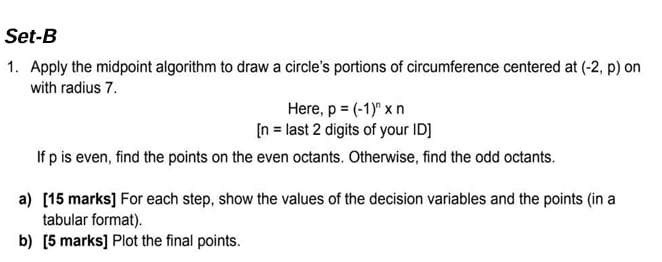 Set-B
1. Apply the midpoint algorithm to draw a circle's portions of circumference centered at (-2, p) on
with radius 7.
Here, p = (-1)ⁿ x n
[n = last 2 digits of your ID]
If p is even, find the points on the even octants. Otherwise, find the odd octants.
a) [15 marks] For each step, show the values of the decision variables and the points (in a
tabular format).
b) [5 marks] Plot the final points.